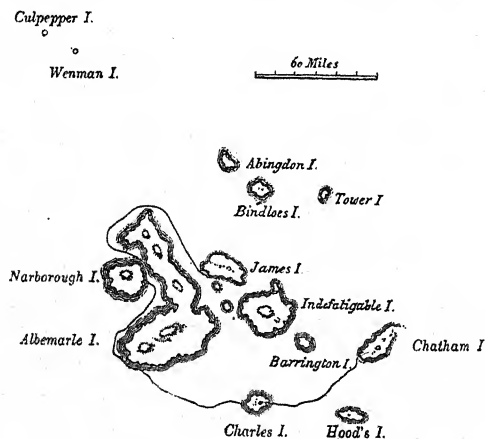 Culpepper I.
Wenman I.
60 Miles
Abingdon I.
Bindloes I.
Tower I
James I.
Narborough I.
Indefatigable I.
Albemarle I.
Barrington I.
Chatham I
Charles I.
Hood's I.